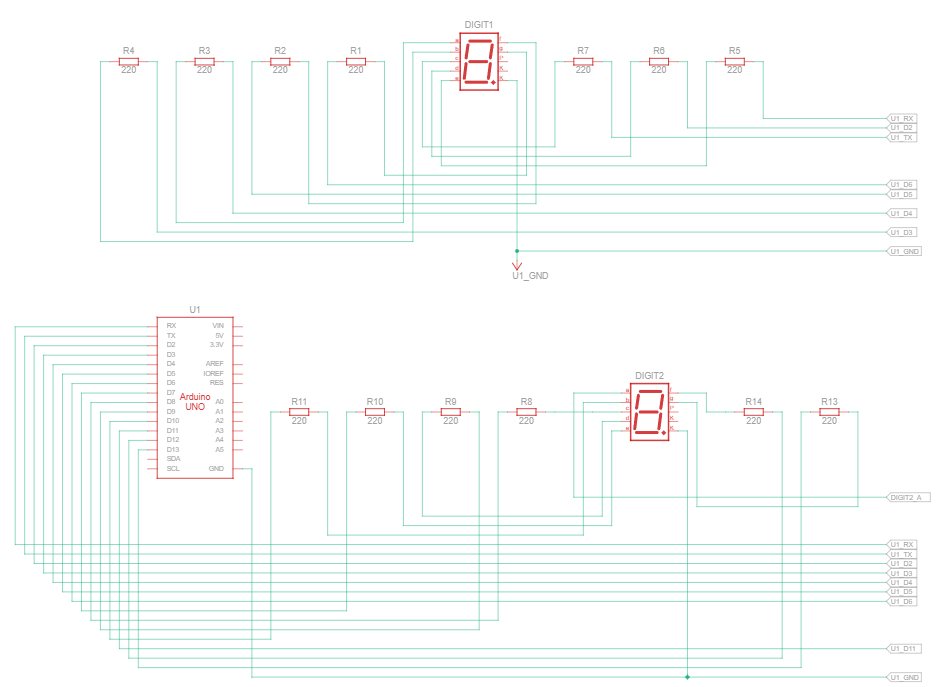 DIGIT1
R4
R3
R2
R1
R7
R6
R5
220
220
220
220
220
220
220
a
b
c
d
e
f
g
P
K
K
U1_RX
U1_D2
U1_TX
U1_D6
U1_D5
U1_D4
U1_D3
U1_GND
U1_GND
U1
RX
TX
D2
D3
D4
D5
D6
D7
D8
D9
D10
D11
D12
D13
SDA
SCL
VIN
5V
3.3V
AREF
IOREF
RES
A0
A1
A2
A3
A4
A5
GND
Arduino
UNO
DIGIT2
R11
R10
R9
R8
R14
R13
220
220
220
220
220
220
a
b
c
d
e
f
g
P
K
K
DIGIT2_A
U1_RX
U1_TX
U1_D2
U1_D3
U1_D4
U1_D5
U1_D6
U1_D11
U1_GND